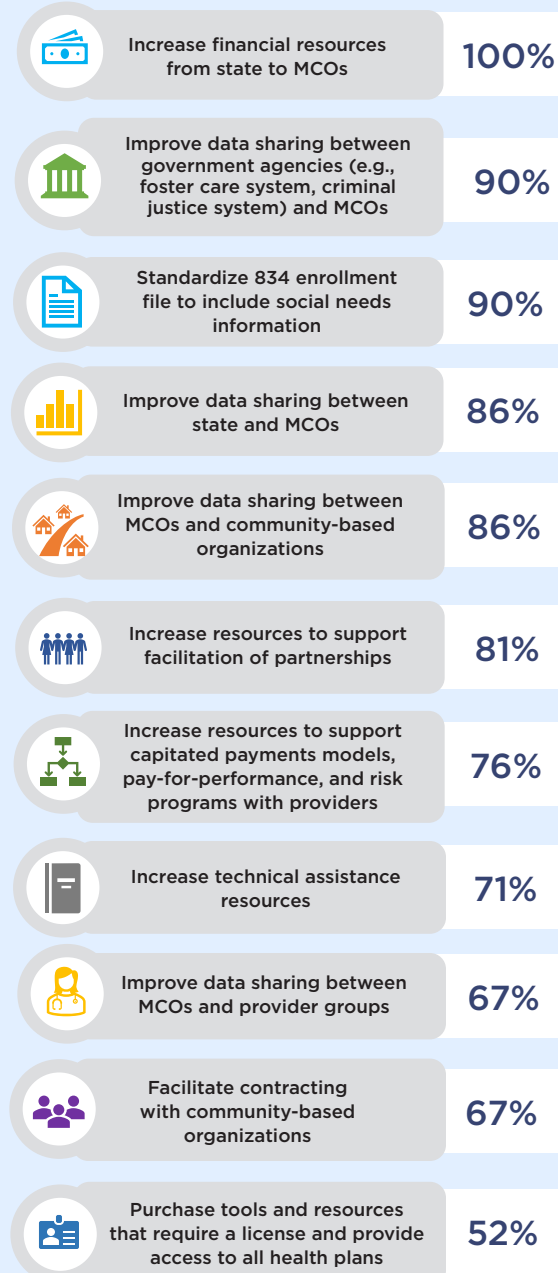 Increase financial resources
from state to MCOs
100%
Improve data sharing between
government agencies (e.g.,
foster care system, criminal
justice system) and MCOs
90%
Standardize 834 enrollment
file to include social needs
information
90%
Improve data sharing between
state and MCOs
86%
Improve data sharing between
MCOs and community-based
organizations
86%
Increase resources to support
facilitation of partnerships
81%
Increase resources to support
capitated payments models,
pay-for-performance, and risk
programs with providers
76%
Increase technical assistance
resources
71%
Improve data sharing between
MCOs and provider groups
67%
Facilitate contracting
with community-based
organizations
67%
Purchase tools and resources
that require a license and provide
access to all health plans
52%